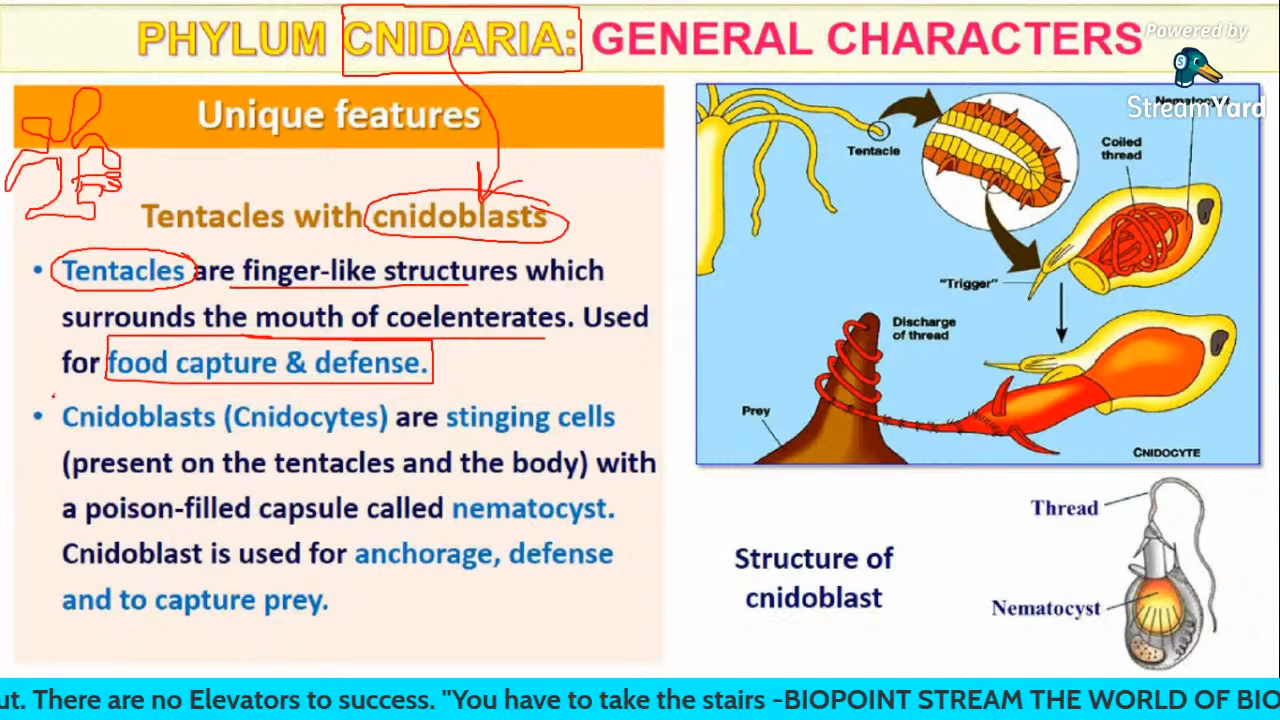 PHYLUM CNIDARIA: GENERAL CHARACTERS
Powered by
StreamYard
Unique features
Tentacles with cnidoblasts
• Tentacles are finger-like structures which
surrounds the mouth of coelenterates. Used
for food capture & defense.
• Cnidoblasts (Cnidocytes) are stinging cells
(present on the tentacles and the body) with
a poison-filled capsule called nematocyst.
Cnidoblast is used for anchorage, defense
and to capture prey.
Nematocyst
Tentacle
Coiled
thread
"Trigger"
Discharge
of thread
Prey
CNIDOCYTE
Structure of
cnidoblast
Thread
Nematocyst
ut. There are no Elevators to success. "You have to take the stairs -BIOPOINT STREAM THE WORLD OF BIO